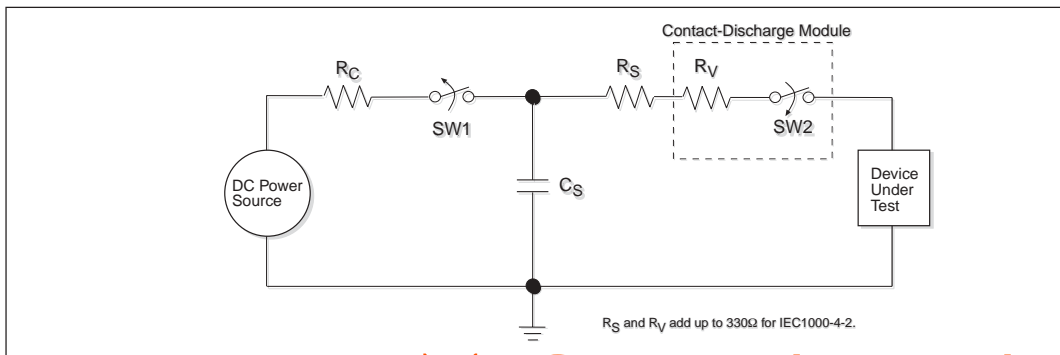 Contact-Discharge Module
RC
RS
RV
SW1
SW2
DC Power
Source
CS
Device
Under
Test
RS and RV add up to 330Ω for IEC1000-4-2.